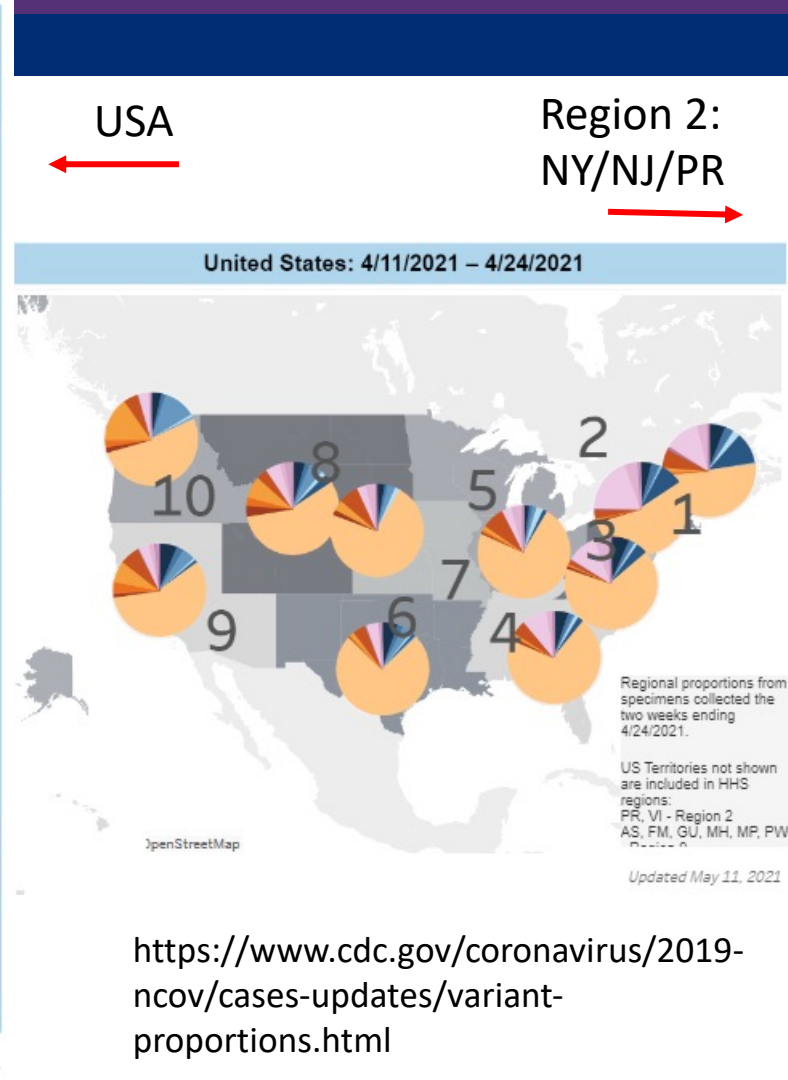 USA
Region 2:
NY/NJ/PR
United States: 4/11/2021 – 4/24/2021
2
8
5
10
1
3
7
6
9
4
Regional proportions from
specimens collected the
two weeks ending
4/24/2021.
US Territories not shown
are included in HHS
regions:
PR, VI - Region 2
AS, FM, GU, MH, MP, PW
OpenStreetMap
Updated May 11, 2021
https://www.cdc.gov/coronavirus/2019-
ncov/cases-updates/variant-
proportions.html